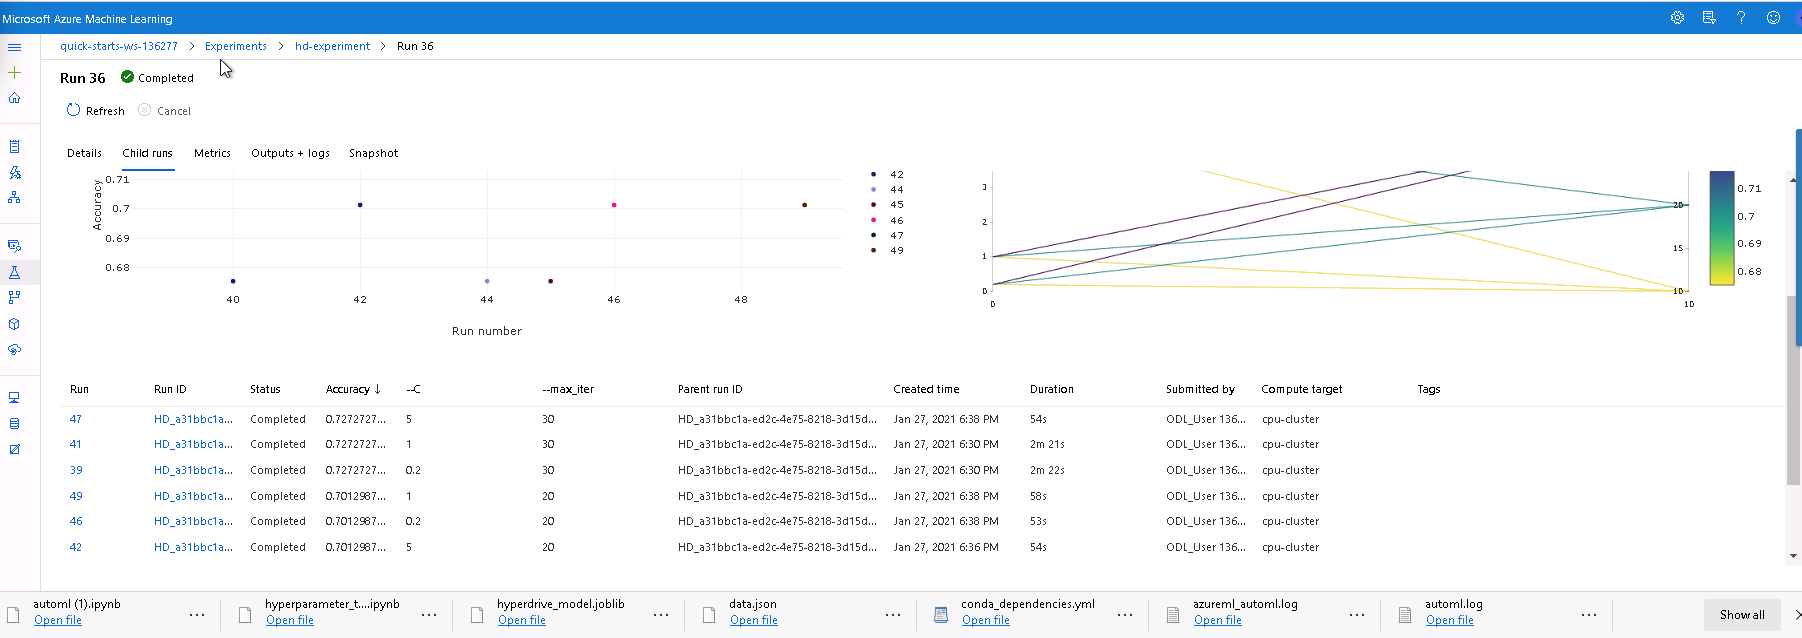 Microsoft Azure Machine Learning
quick-starts-ws-136277 > Experiments > hd-experiment > Run 36
Run 36 Completed
Refresh Cancel
Details Child runs Metrics Outputs + logs Snapshot
Accuracy
0.71
0.7
0.69
0.68
40 42 44 46 48
Run number
42
44
45
46
47
49
3
2
1
0
0
20
15
10
10
0.71
0.7
0.69
0.68
Run Run ID Status Accuracy ↓ --C --max_iter Parent run ID Created time Duration Submitted by Compute target Tags
47 HD_a31bbc1a... Completed 0.7272727... 5 30 HD_a31bbc1a-ed2c-4e75-8218-3d15d... Jan 27, 2021 6:38 PM 54s ODL_User 136... cpu-cluster
41 HD_a31bbc1a... Completed 0.7272727... 1 30 HD_a31bbc1a-ed2c-4e75-8218-3d15d... Jan 27, 2021 6:30 PM 2m 21s ODL_User 136... cpu-cluster
39 HD_a31bbc1a... Completed 0.7272727... 0.2 30 HD_a31bbc1a-ed2c-4e75-8218-3d15d... Jan 27, 2021 6:30 PM 2m 22s ODL_User 136... cpu-cluster
49 HD_a31bbc1a... Completed 0.7012987... 1 20 HD_a31bbc1a-ed2c-4e75-8218-3d15d... Jan 27, 2021 6:38 PM 58s ODL_User 136... cpu-cluster
46 HD_a31bbc1a... Completed 0.7012987... 0.2 20 HD_a31bbc1a-ed2c-4e75-8218-3d15d... Jan 27, 2021 6:38 PM 53s ODL_User 136... cpu-cluster
42 HD_a31bbc1a... Completed 0.7012987... 5 20 HD_a31bbc1a-ed2c-4e75-8218-3d15d... Jan 27, 2021 6:36 PM 54s ODL_User 136... cpu-cluster
automl (1).ipynb ... hyperparameter_t....ipynb ... hyperdrive_model.joblib ... data.json ... conda_dependencies.yml ... azureml_automl.log ... automl.log ... Show all
Open file Open file Open file Open file Open file Open file Open file